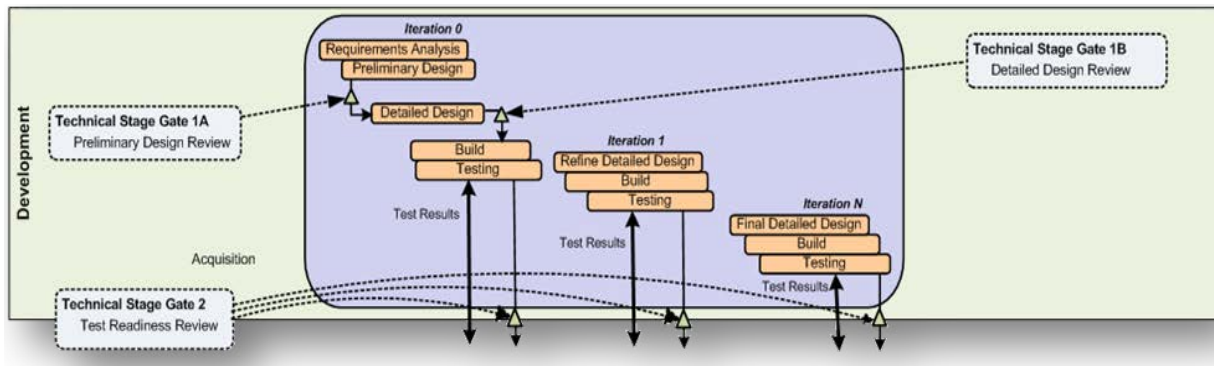 Development
Iteration 0
Requirements Analysis
Preliminary Design
Detailed Design
Build
Testing
Test Results
Technical Stage Gate 1A
Preliminary Design Review
Technical Stage Gate 1B
Detailed Design Review
Iteration 1
Refine Detailed Design
Build
Testing
Test Results
Iteration N
Final Detailed Design
Build
Testing
Test Results
Acquisition
Technical Stage Gate 2
Test Readiness Review